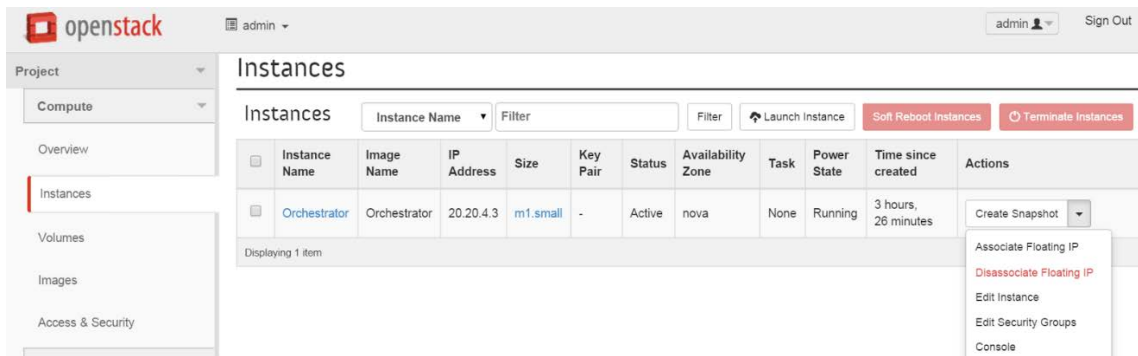 openstack
admin
admin
Sign Out
Project
Compute
Overview
Instances
Volumes
Images
Access & Security
Instances
Instances
Instance Name
Filter
Filter
Launch Instance
Soft Reboot Instances
Terminate Instances
Instance Name
Image Name
IP Address
Size
Key Pair
Status
Availability Zone
Task
Power State
Time since created
Actions
Orchestrator
Orchestrator
20.20.4.3
m1.small
-
Active
nova
None
Running
3 hours,
26 minutes
Create Snapshot
Displaying 1 item
Associate Floating IP
Disassociate Floating IP
Edit Instance
Edit Security Groups
Console